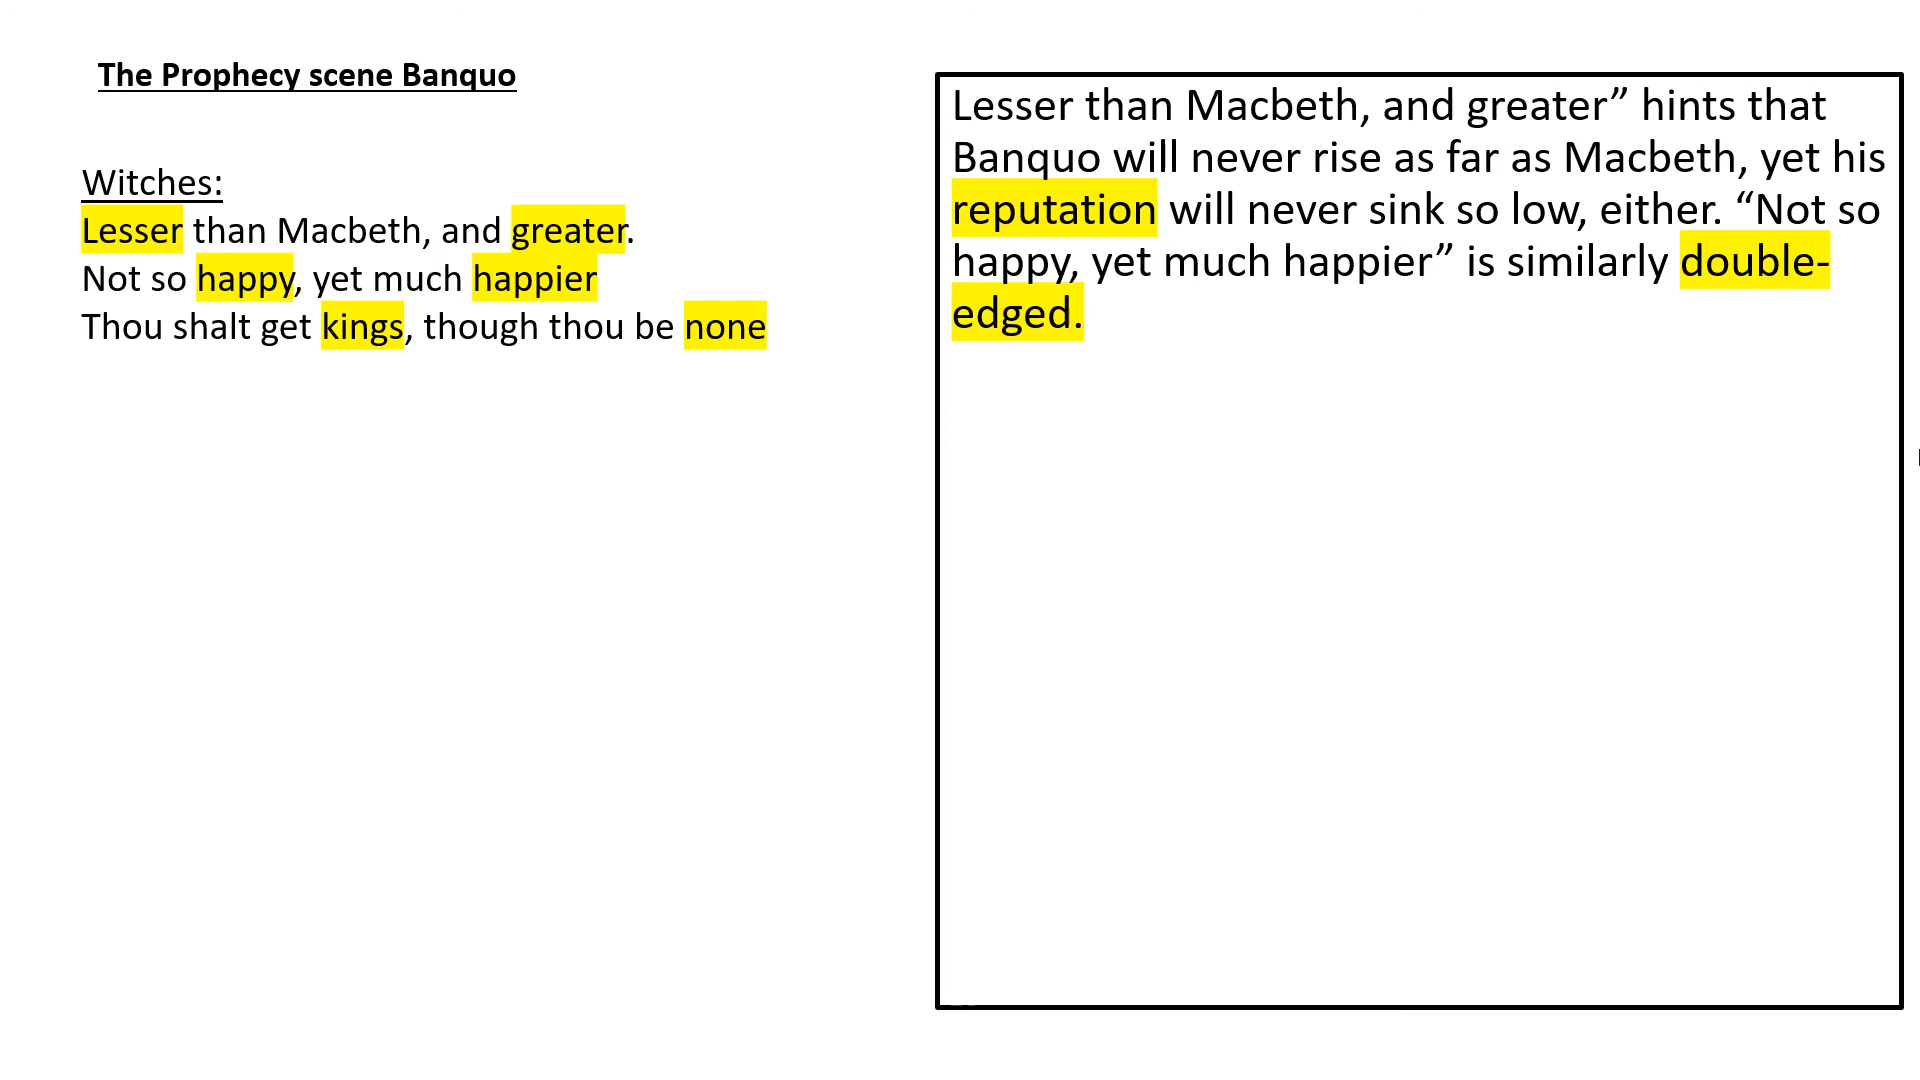 The Prophecy scene Banquo
Witches:
Lesser than Macbeth, and greater.
Not so happy, yet much happier
Thou shalt get kings, though thou be none
Lesser than Macbeth, and greater” hints that
Banquo will never rise as far as Macbeth, yet his
reputation will never sink so low, either. “Not so
happy, yet much happier” is similarly double-
edged.